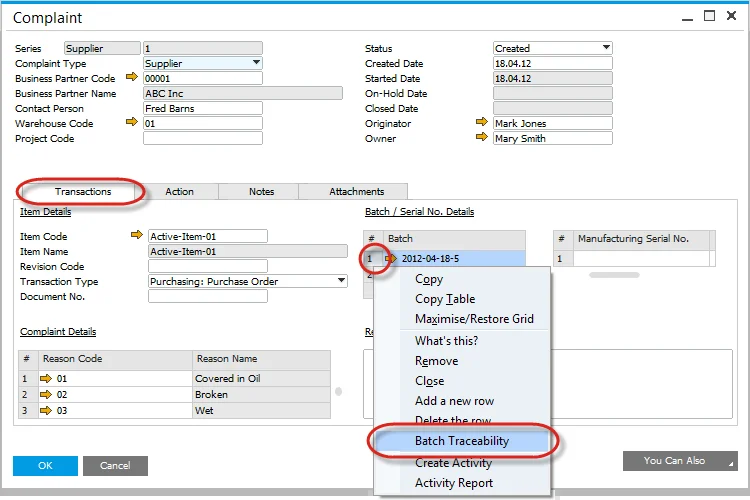 Complaint
Series Supplier 1
Complaint Type Supplier
Business Partner Code 00001
Business Partner Name ABC Inc
Contact Person Fred Barns
Warehouse Code 01
Project Code
Status Created
Created Date 18.04.12
Started Date 18.04.12
On-Hold Date
Closed Date
Originator Mark Jones
Owner Mary Smith
Transactions Action Notes Attachments
Item Details
Item Code Active-Item-01
Item Name Active-Item-01
Revision Code
Transaction Type Purchasing: Purchase Order
Document No.
Batch / Serial No. Details
# Batch
1 2012-04-18-5
2
# Manufacturing Serial No.
1
Copy
Copy Table
Maximise/Restore Grid
What's this?
Remove
Close
Add a new row
Delete the row
Batch Traceability
Create Activity
Activity Report
Complaint Details
# Reason Code Reason Name
1 01 Covered in Oil
2 02 Broken
3 03 Wet
OK Cancel
You Can Also